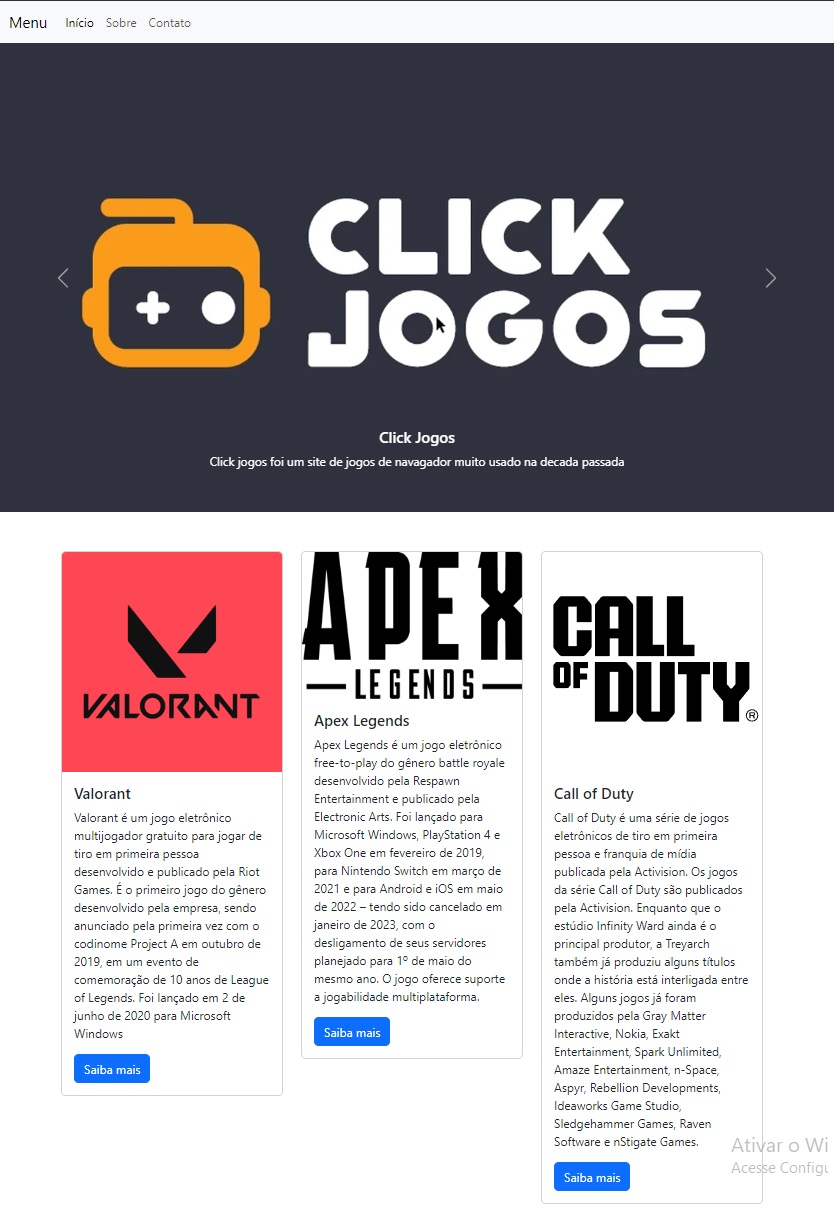 Menu Início Sobre Contato
CLICK
JOGOS
Click Jogos
Click jogos foi um site de jogos de navagador muito usado na decada passada
VALORANT
Valorant
Valorant é um jogo eletrônico
multijogador gratuito para jogar de
tiro em primeira pessoa
desenvolvido e publicado pela Riot
Games. É o primeiro jogo do gênero
desenvolvido pela empresa, sendo
anunciado pela primeira vez com o
codinome Project A em outubro de
2019, em um evento de
comemoração de 10 anos de League
of Legends. Foi lançado em 2 de
junho de 2020 para Microsoft
Windows
Saiba mais
APEX
LEGENDS
Apex Legends
Apex Legends é um jogo eletrônico
free-to-play do gênero battle royale
desenvolvido pela Respawn
Entertainment e publicado pela
Electronic Arts. Foi lançado para
Microsoft Windows, PlayStation 4 e
Xbox One em fevereiro de 2019,
para Nintendo Switch em março de
2021 e para Android e iOS em maio
de 2022 – tendo sido cancelado em
janeiro de 2023, com o
desligamento de seus servidores
planejado para 1º de maio do
mesmo ano. O jogo oferece suporte
a jogabilidade multiplataforma.
Saiba mais
CALL
OF DUTY®
Call of Duty
Call of Duty é uma série de jogos
eletrônicos de tiro em primeira
pessoa e franquia de mídia
publicada pela Activision. Os jogos
da série Call of Duty são publicados
pela Activision. Enquanto que o
estúdio Infinity Ward ainda é o
principal produtor, a Treyarch
também já produziu alguns títulos
onde a história está interligada entre
eles. Alguns jogos já foram
produzidos pela Gray Matter
Interactive, Nokia, Exakt
Entertainment, Spark Unlimited,
Amaze Entertainment, n-Space,
Aspyr, Rebellion Developments,
Ideaworks Game Studio,
Sledgehammer Games, Raven
Software e nStigate Games.
Saiba mais
Ativar o Wi
Acesse Configu